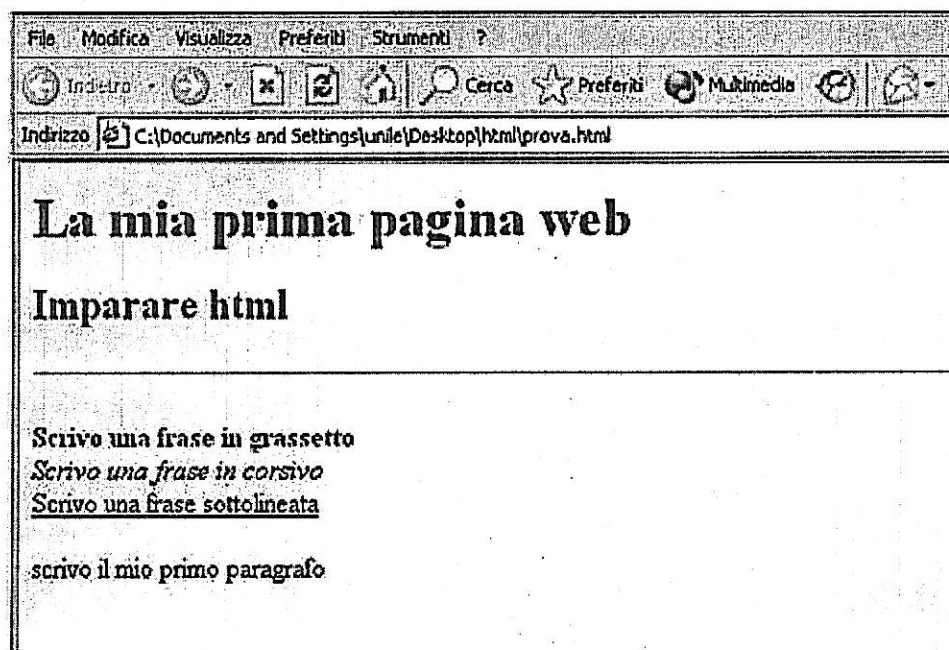 File Modifica Visualizza Preferiti Strumenti ?
Indietro Cerca Preferiti Multimedia
Indirizzo C:\Documents and Settings\unile\Desktop\html\prova.html
La mia prima pagina web
Imparare html
Scrivo una frase in grassetto
Scrivo una frase in corsivo
Scrivo una frase sottolineata
scrivo il mio primo paragrafo